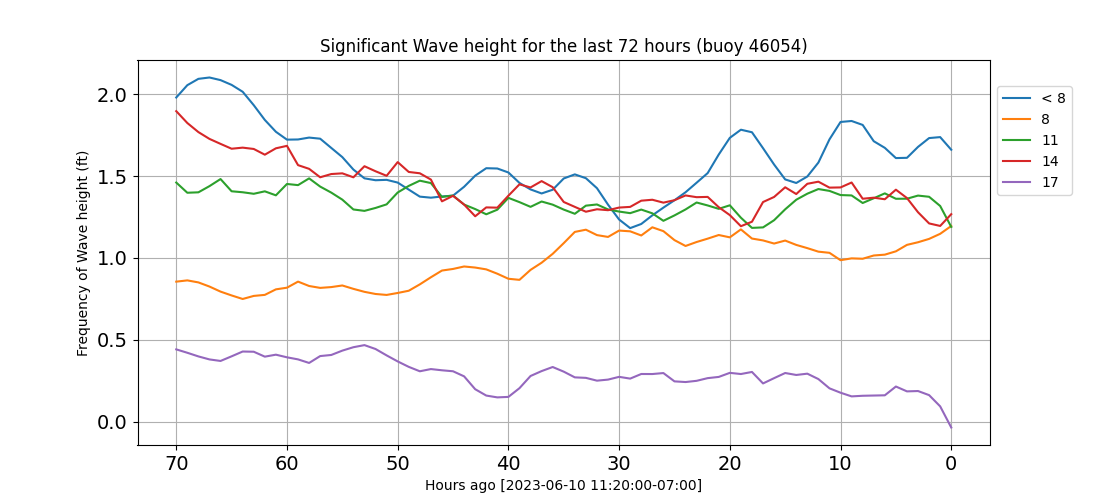 Significant Wave height for the last 72 hours (buoy 46054)
Frequency of Wave height (ft)
2.0
1.5
1.0
0.5
0.0
70 60 50 40 30 20 10 0
Hours ago [2023-06-10 11:20:00-07:00]
< 8
8
11
14
17